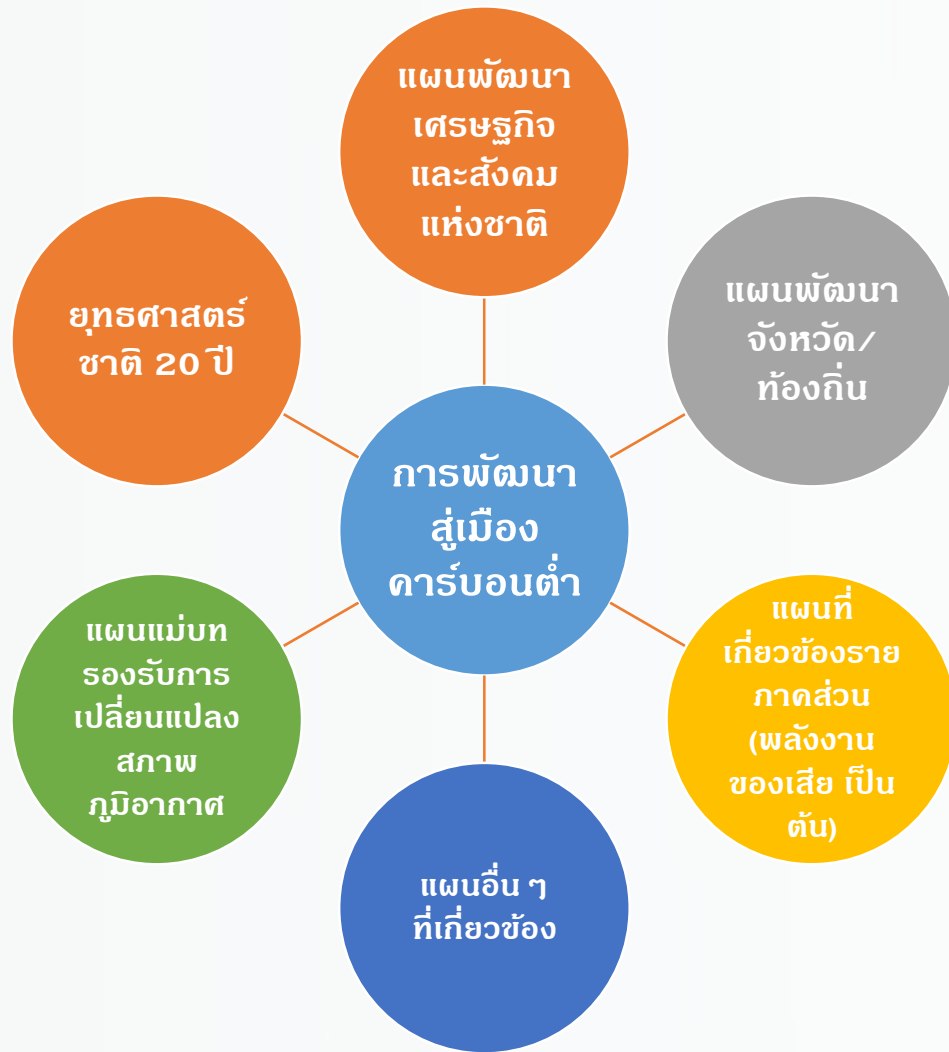 แผนพัฒนา
เศรษฐกิจ
และสังคม
แห่งชาติ
ยุทธศาสตร์
ชาติ 20 ปี
แผนพัฒนา
จังหวัด/
ท้องถิ่น
การพัฒนา
สู่เมือง
คาร์บอนต่ำ
แผนแม่บท
รองรับการ
เปลี่ยนแปลง
สภาพ
ภูมิอากาศ
แผนที่
เกี่ยวข้องราย
ภาคส่วน
(พลังงาน
ของเสีย เป็น
ต้น)
แผนอื่น ๆ
ที่เกี่ยวข้อง